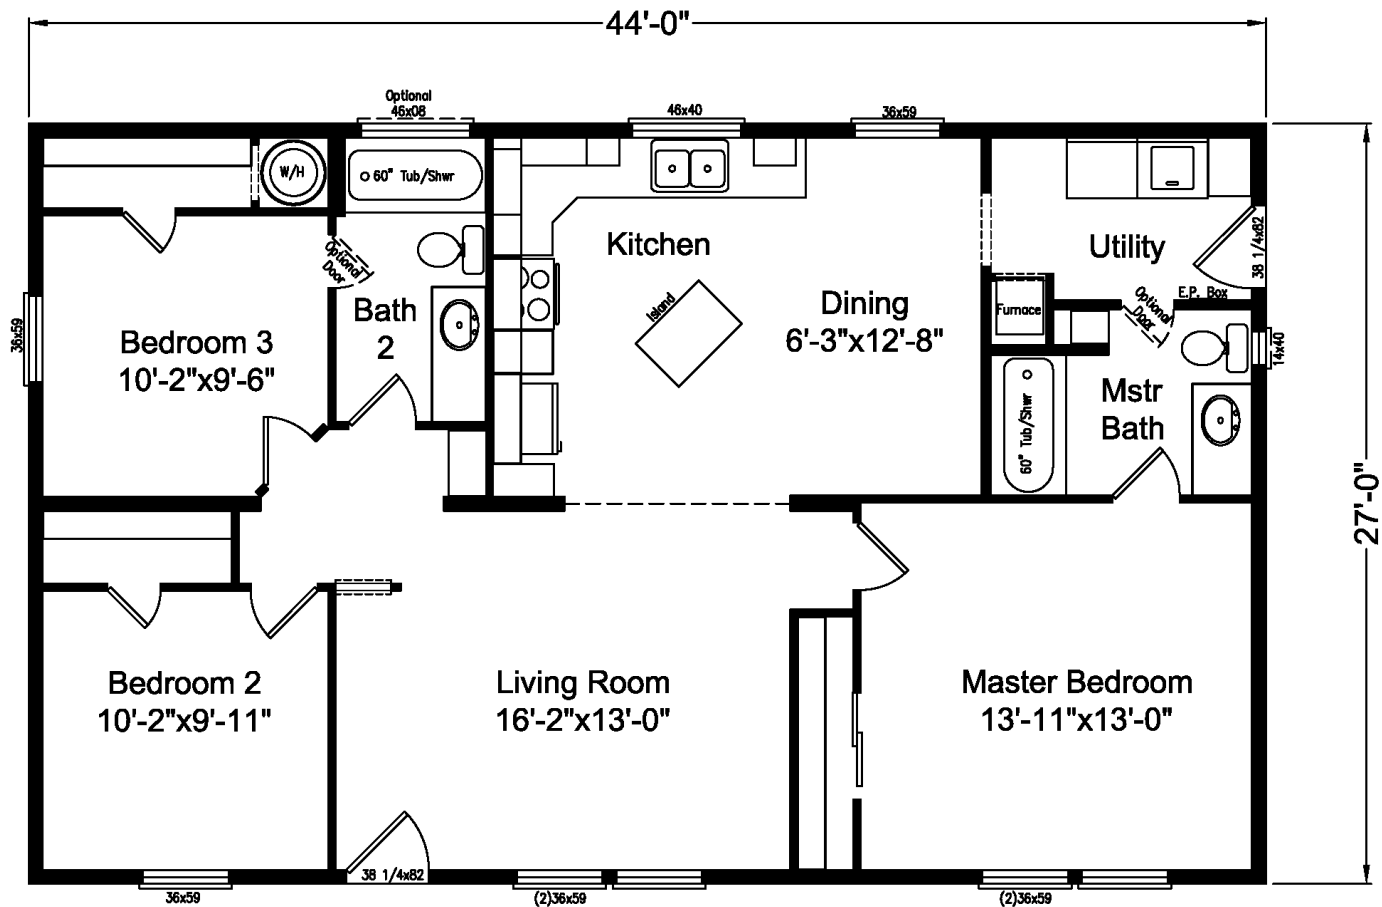 44'-0"
Optional
46x08
46x40
36x59
W/H
60" Tub/Shwr
Kitchen
Utility
38 1/4x82
Optional
Door
Island
Bath
2
Dining
6'-3"x12'-8"
Furnace
E.P. Box
Optional
Door
36x59
Bedroom 3
10'-2"x9'-6"
14x40
Mstr
Bath
60" Tub/Shwr
27'-0"
Bedroom 2
10'-2"x9'-11"
Living Room
16'-2"x13'-0"
Master Bedroom
13'-11"x13'-0"
38 1/4x82
36x59
(2)36x59
(2)36x59